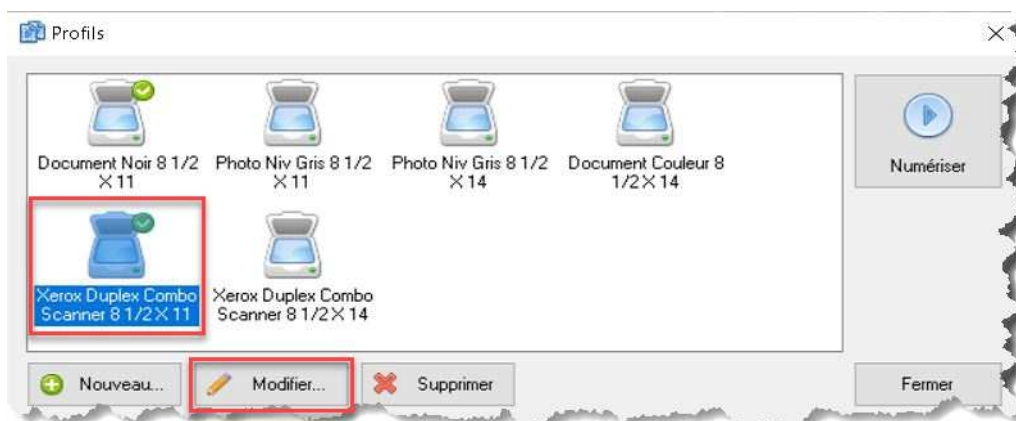 Profils
Document Noir 8 1/2
X 11
Photo Niv Gris 8 1/2
X 11
Photo Niv Gris 8 1/2
X 14
Document Couleur 8
1/2 X 14
Numériser
Xerox Duplex Combo
Scanner 8 1/2 X 11
Xerox Duplex Combo
Scanner 8 1/2 X 14
Nouveau...
Modifier...
Supprimer
Fermer